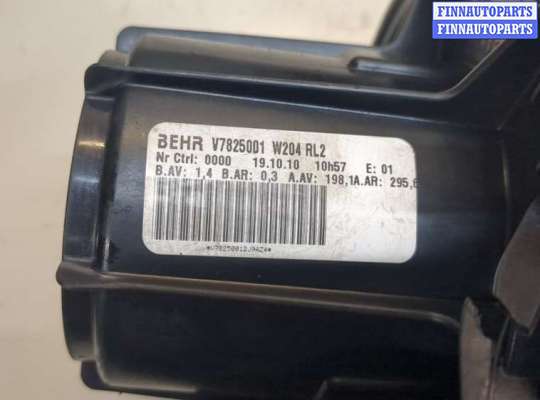 FINNAUTOPARTS
FINNAUTOPARTS
BEHR V7825001 W204 RL2
Nr Ctrl: 0000 19.10.10 10h57 E: 01
B.AV: 1,4 B.AR: 0,3 A.AV: 198,1A.AR: 295,6